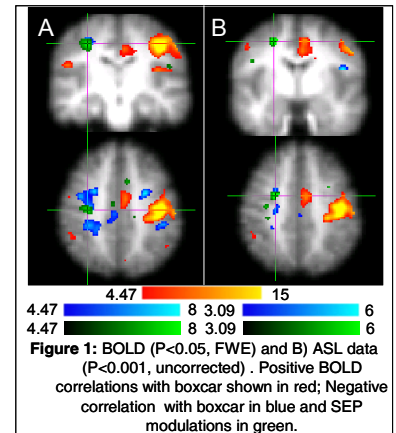 A B
4.47 15
4.47 8 3.09 6
4.47 8 3.09 6
Figure 1: BOLD (P<0.05, FWE) and B) ASL data
(P<0.001, uncorrected) . Positive BOLD
correlations with boxcar shown in red; Negative
correlation with boxcar in blue and SEP
modulations in green.